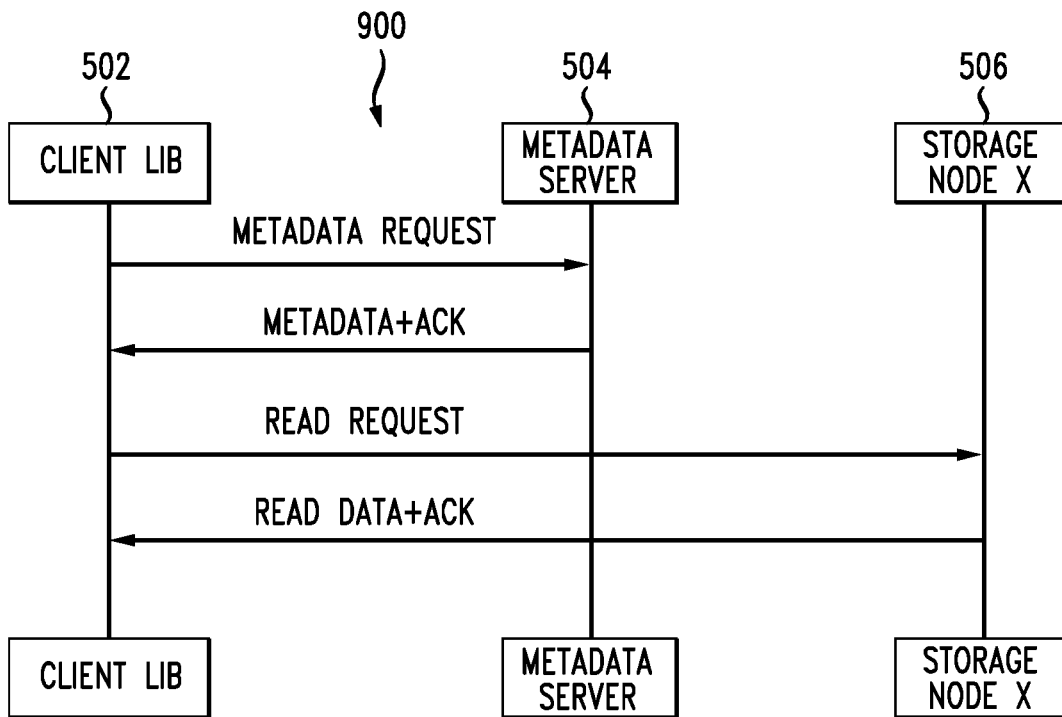 900
502
504
506
CLIENT LIB
METADATA
SERVER
STORAGE
NODE X
METADATA REQUEST
METADATA+ACK
READ REQUEST
READ DATA+ACK
CLIENT LIB
METADATA
SERVER
STORAGE
NODE X